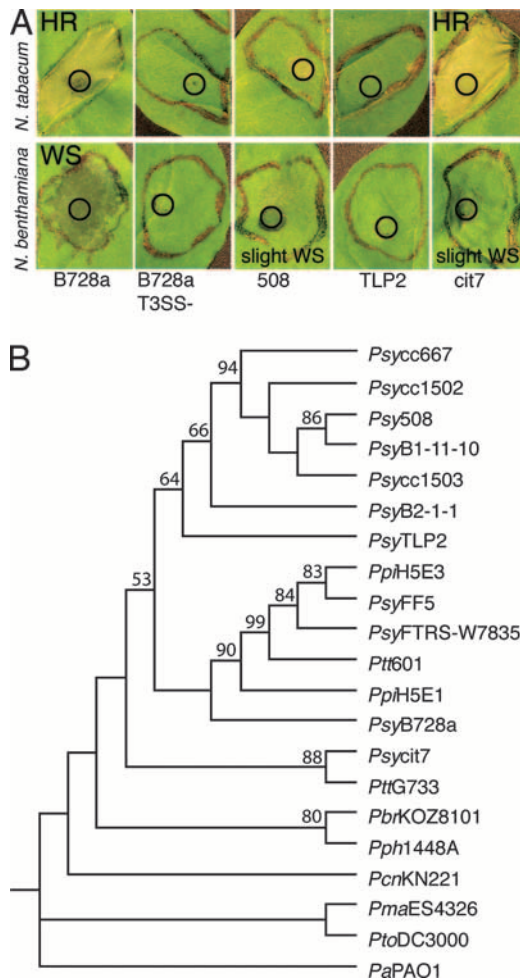 A
N. tabacum
HR
HR
N. benthamiana
WS
slight WS
slight WS
B728a
B728a T3SS-
508
TLP2
cit7
B
Psycc667
94
Psycc1502
86
Psy508
66
PsyB1-11-10
64
Psycc1503
PsyB2-1-1
PsyTLP2
83
PpiH5E3
53
84
PsyFF5
99
PsyFTRS-W7835
90
Ptt601
PpiH5E1
PsyB728a
88
Psycit7
PttG733
80
PbrKOZ8101
Pph1448A
PcnKN221
PmaES4326
PtoDC3000
PaPAO1